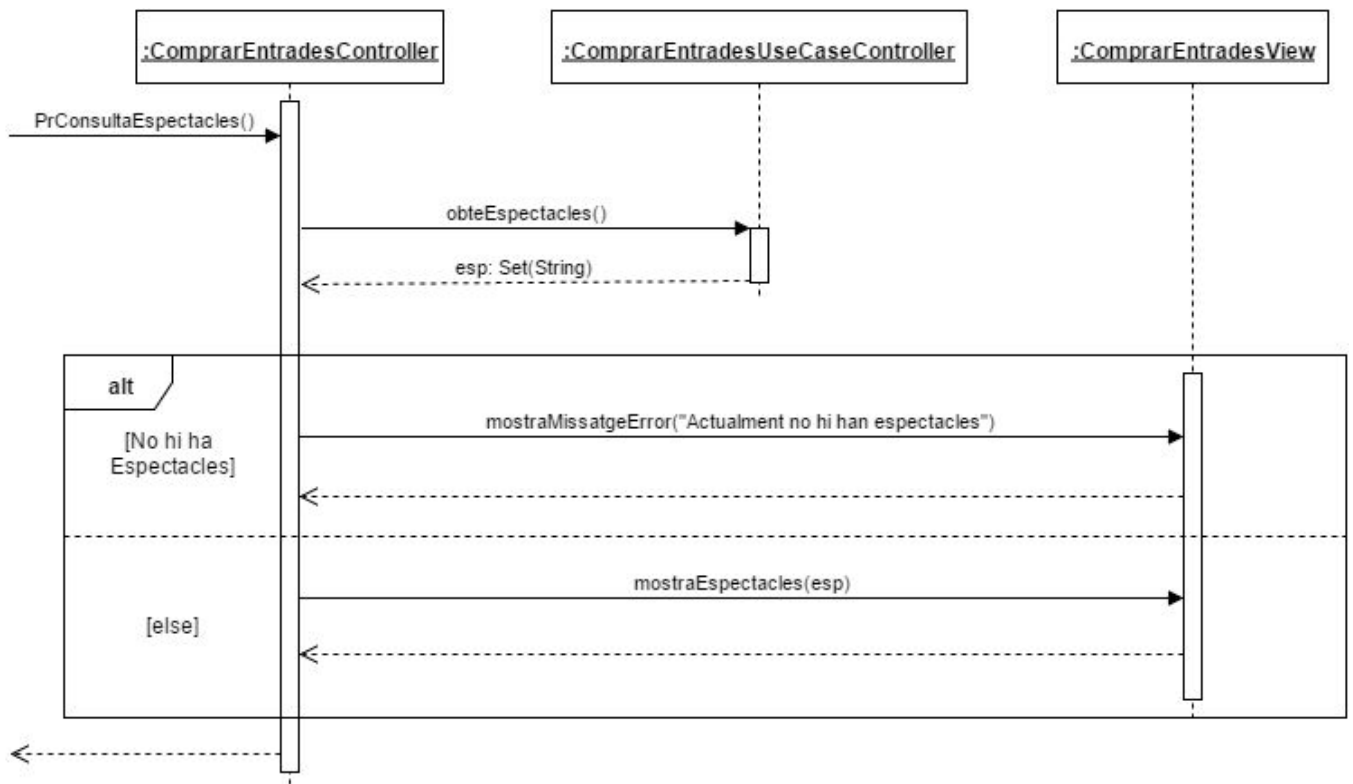 :ComprarEntradesController
:ComprarEntradesUseCaseController
:ComprarEntradesView
PrConsultaEspectacles()
obteEspectacles()
esp: Set(String)
alt
mostraMissatgeError("Actualment no hi han espectacles")
[No hi ha
Espectacles]
mostraEspectacles(esp)
[else]